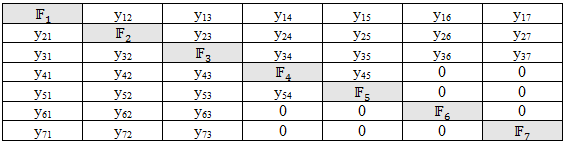 𝔽₁ y₁₂ y₁₃ y₁₄ y₁₅ y₁₆ y₁₇
y₂₁ 𝔽₂ y₂₃ y₂₄ y₂₅ y₂₆ y₂₇
y₃₁ y₃₂ 𝔽₃ y₃₄ y₃₅ y₃₆ y₃₇
y₄₁ y₄₂ y₄₃ 𝔽₄ y₄₅ 0 0
y₅₁ y₅₂ y₅₃ y₅₄ 𝔽₅ 0 0
y₆₁ y₆₂ y₆₃ 0 0 𝔽₆ 0
y₇₁ y₇₂ y₇₃ 0 0 0 𝔽₇